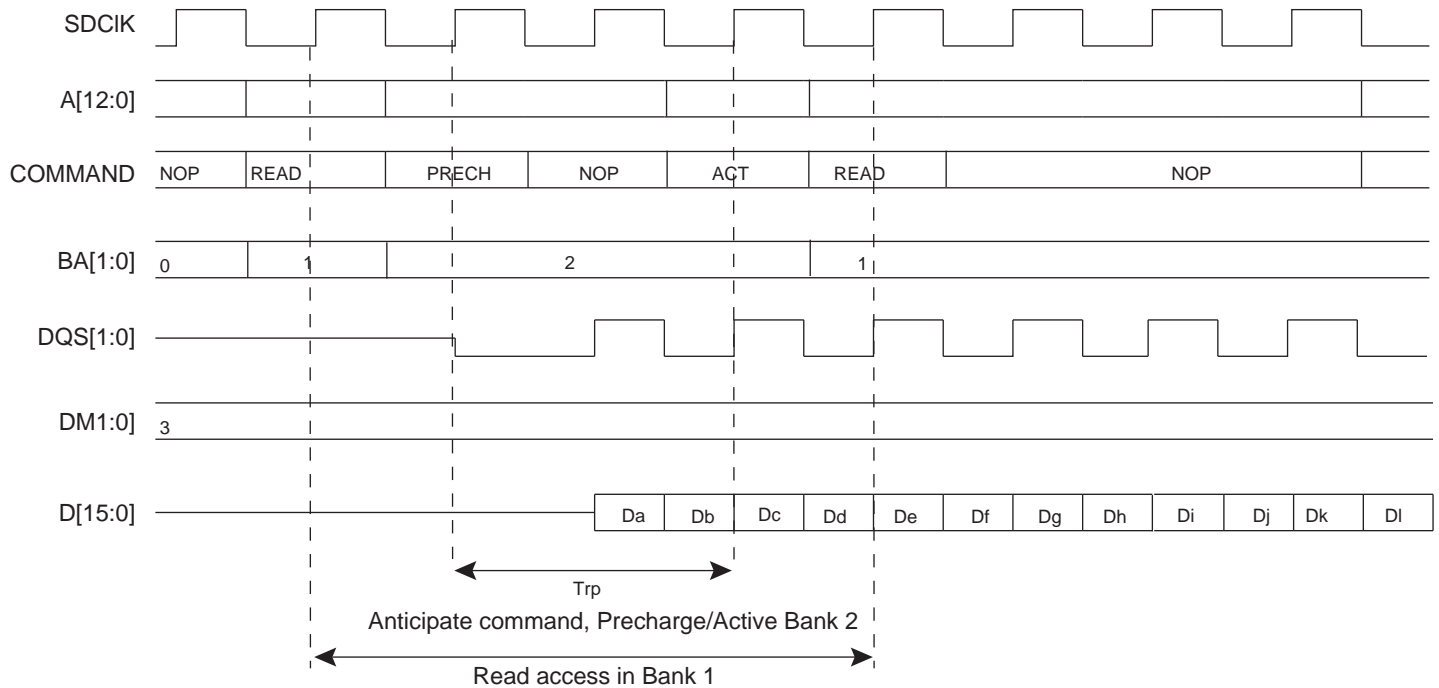 SDClK
A[12:0]
COMMAND NOP READ PRECH NOP ACT READ NOP
BA[1:0] 0 1 2 1
DQS[1:0]
DM1:0] 3
D[15:0] Da Db Dc Dd De Df Dg Dh Di Dj Dk Dl
Trp
Anticipate command, Precharge/Active Bank 2
Read access in Bank 1